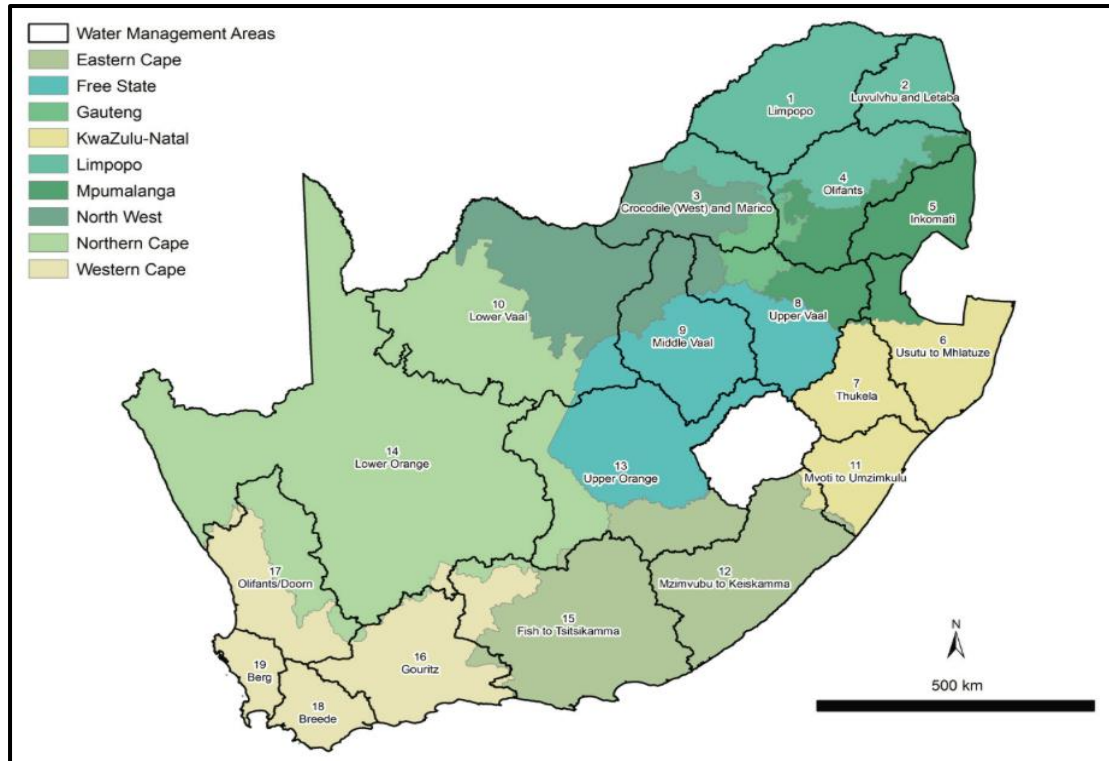 Water Management Areas
Eastern Cape
Free State
Gauteng
KwaZulu-Natal
Limpopo
Mpumalanga
North West
Northern Cape
Western Cape
1
Limpopo
2
Luvulvhu and Letaba
3
Crocodile (West) and Marico
4
Olifants
5
Inkomati
6
Usutu to Mhlatuze
7
Thukela
8
Upper Vaal
9
Middle Vaal
10
Lower Vaal
11
Mvoti to Umzimkulu
12
Mzimvubu to Keiskamma
13
Upper Orange
14
Lower Orange
15
Fish to Tsitsikamma
16
Gouritz
17
Olifants/Doorn
18
Breede
19
Berg
N
500 km